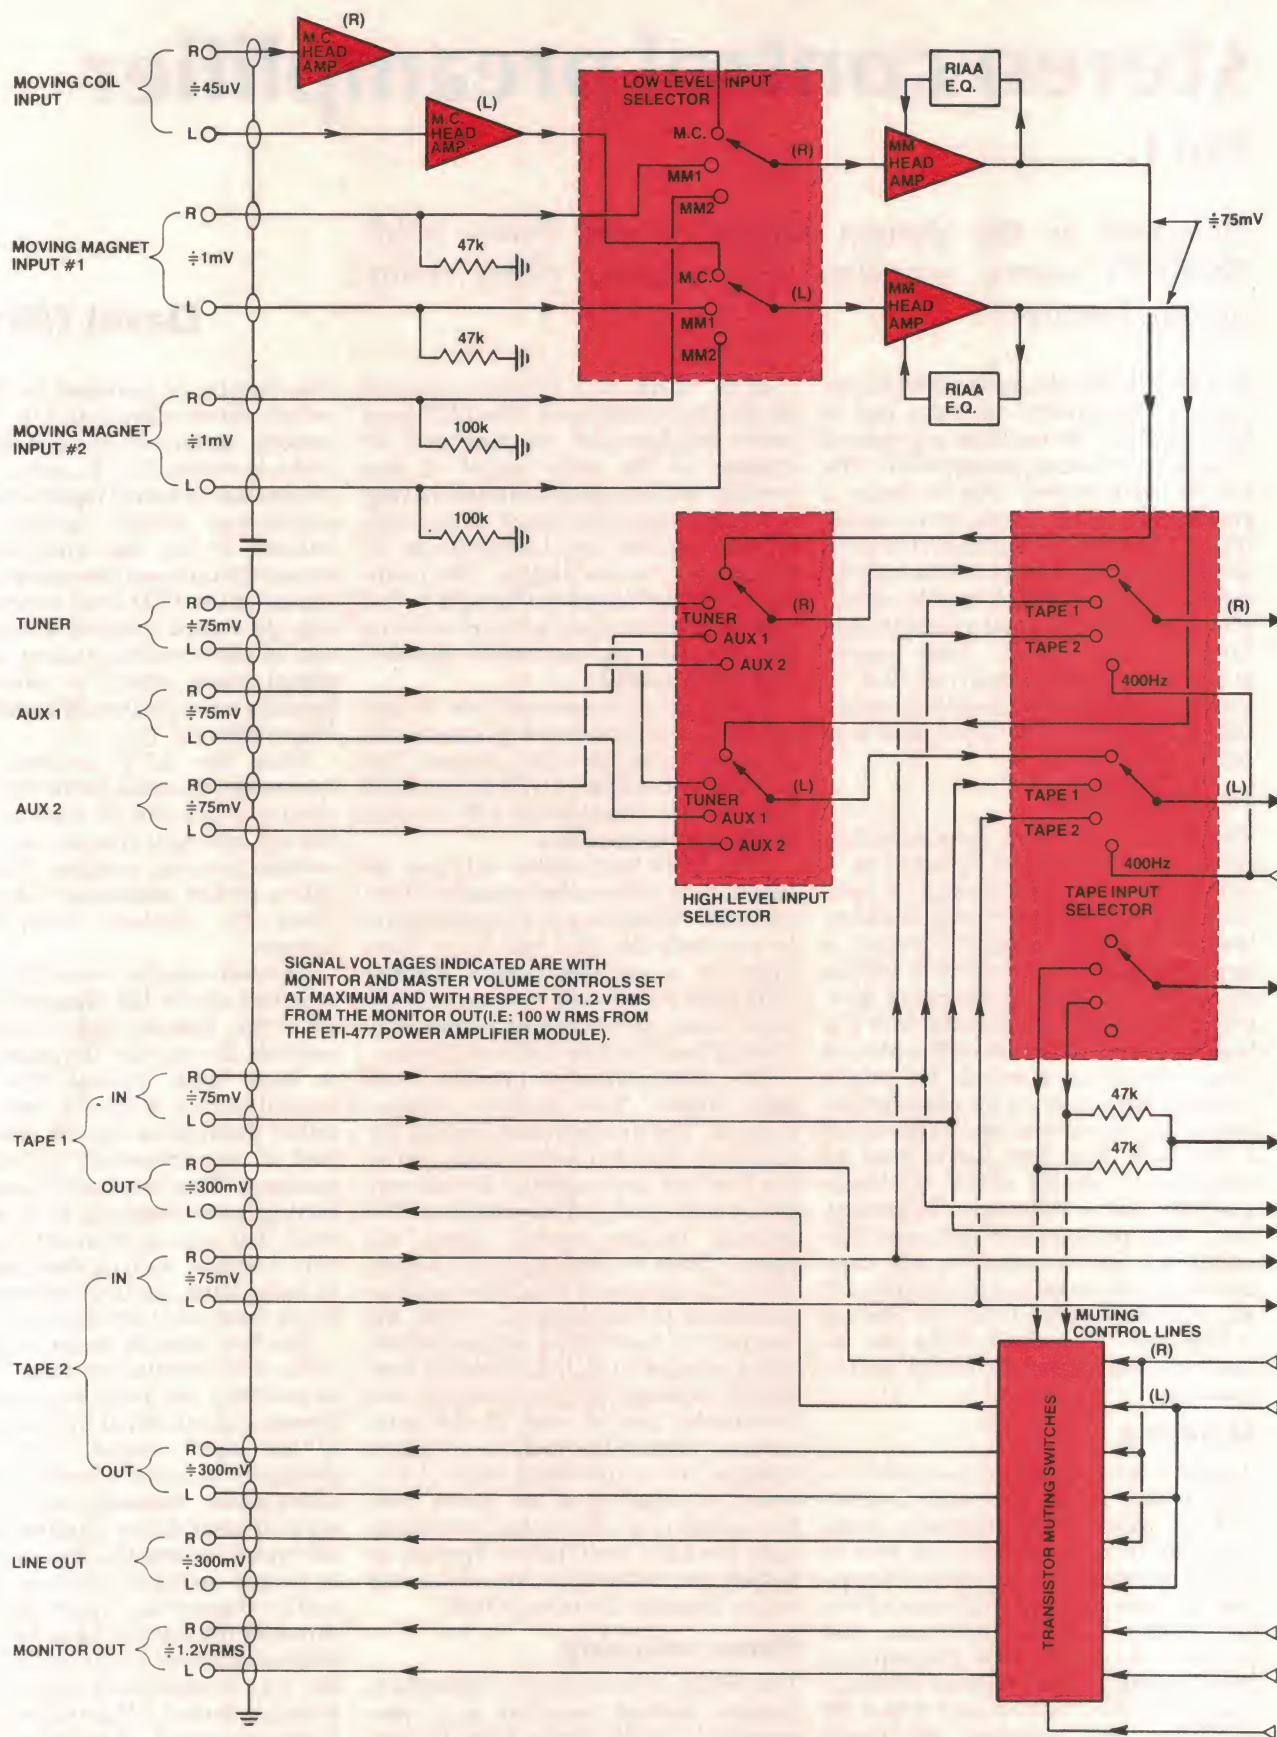 (R)
M.C.
HEAD
AMP
R
MOVING COIL
INPUT
≑45uV
L
(L)
M.C.
HEAD
AMP
LOW LEVEL INPUT
SELECTOR
M.C.
(R)
MM1
MM2
M.C.
(L)
MM1
MM2
RIAA
E.Q.
MM
HEAD
AMP
≑75mV
MM
HEAD
AMP
RIAA
E.Q.
R
MOVING MAGNET
INPUT #1
≑1mV
L
47k
47k
R
MOVING MAGNET
INPUT #2
≑1mV
L
100k
100k
TUNER
R
≑75mV
L
AUX 1
R
≑75mV
L
AUX 2
R
≑75mV
L
TUNER
(R)
AUX 1
AUX 2
TUNER
(L)
AUX 1
AUX 2
HIGH LEVEL INPUT
SELECTOR
TAPE 1
(R)
TAPE 2
400Hz
TAPE 1
(L)
TAPE 2
400Hz
TAPE INPUT
SELECTOR
SIGNAL VOLTAGES INDICATED ARE WITH
MONITOR AND MASTER VOLUME CONTROLS SET
AT MAXIMUM AND WITH RESPECT TO 1.2 V RMS
FROM THE MONITOR OUT(I.E: 100 W RMS FROM
THE ETI-477 POWER AMPLIFIER MODULE).
TAPE 1
IN
R
≑75mV
L
OUT
R
≑300mV
L
47k
47k
TAPE 2
IN
R
≑75mV
L
OUT
R
≑300mV
L
MUTING
CONTROL LINES
(R)
(L)
TRANSISTOR MUTING SWITCHES
LINE OUT
R
≑300mV
L
MONITOR OUT
R
≑1.2VRMS
L